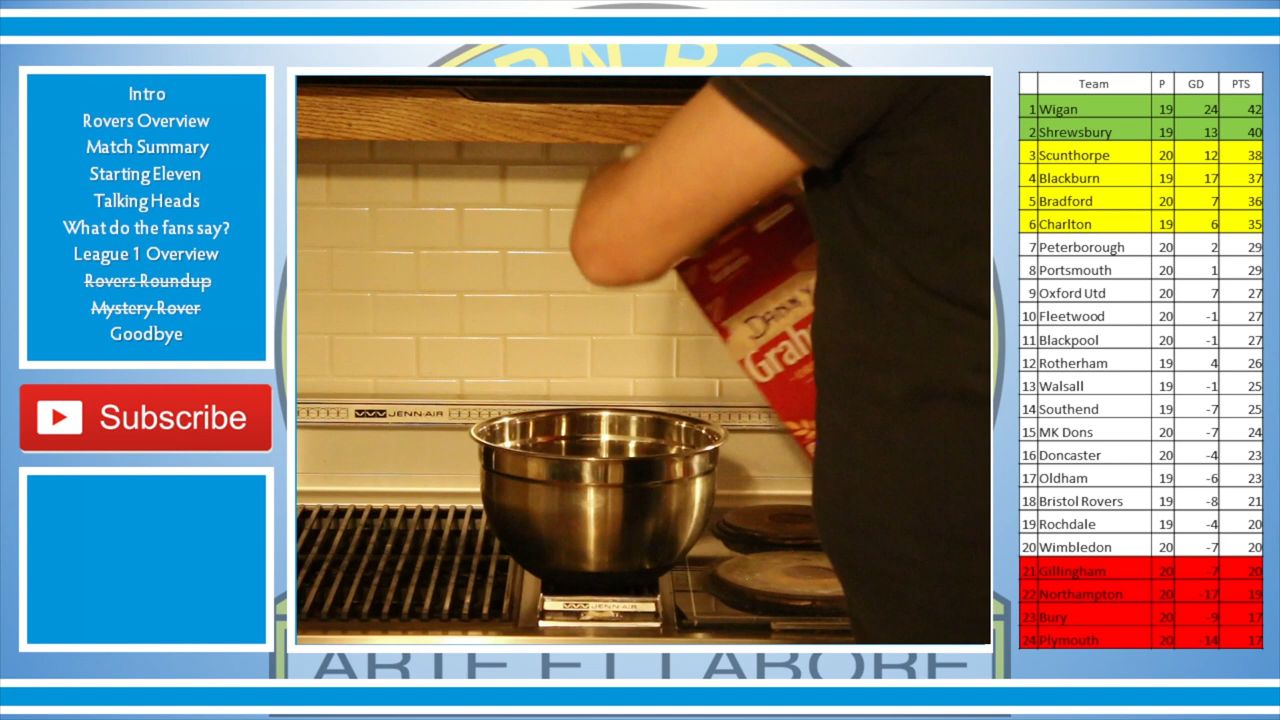 RN RO
Intro
Rovers Overview
Match Summary
Starting Eleven
Talking Heads
What do the fans say?
League 1 Overview
Rovers Roundup
Mystery Rover
Goodbye
Subscribe
JENN-AIR
JENN-AIR
ARTE ET LABORE
Team P GD PTS
1 Wigan 19 24 42
2 Shrewsbury 19 13 40
3 Scunthorpe 20 12 38
4 Blackburn 19 17 37
5 Bradford 20 7 36
6 Charlton 19 6 35
7 Peterborough 20 2 29
8 Portsmouth 20 1 29
9 Oxford Utd 20 7 27
10 Fleetwood 20 -1 27
11 Blackpool 20 -1 27
12 Rotherham 19 4 26
13 Walsall 19 -1 25
14 Southend 19 -7 25
15 MK Dons 20 -7 24
16 Doncaster 20 -4 23
17 Oldham 19 -6 23
18 Bristol Rovers 19 -8 21
19 Rochdale 19 -4 20
20 Wimbledon 20 -7 20
21 Gillingham 20 -7 20
22 Northampton 20 -17 19
23 Bury 20 -9 17
24 Plymouth 20 -14 17